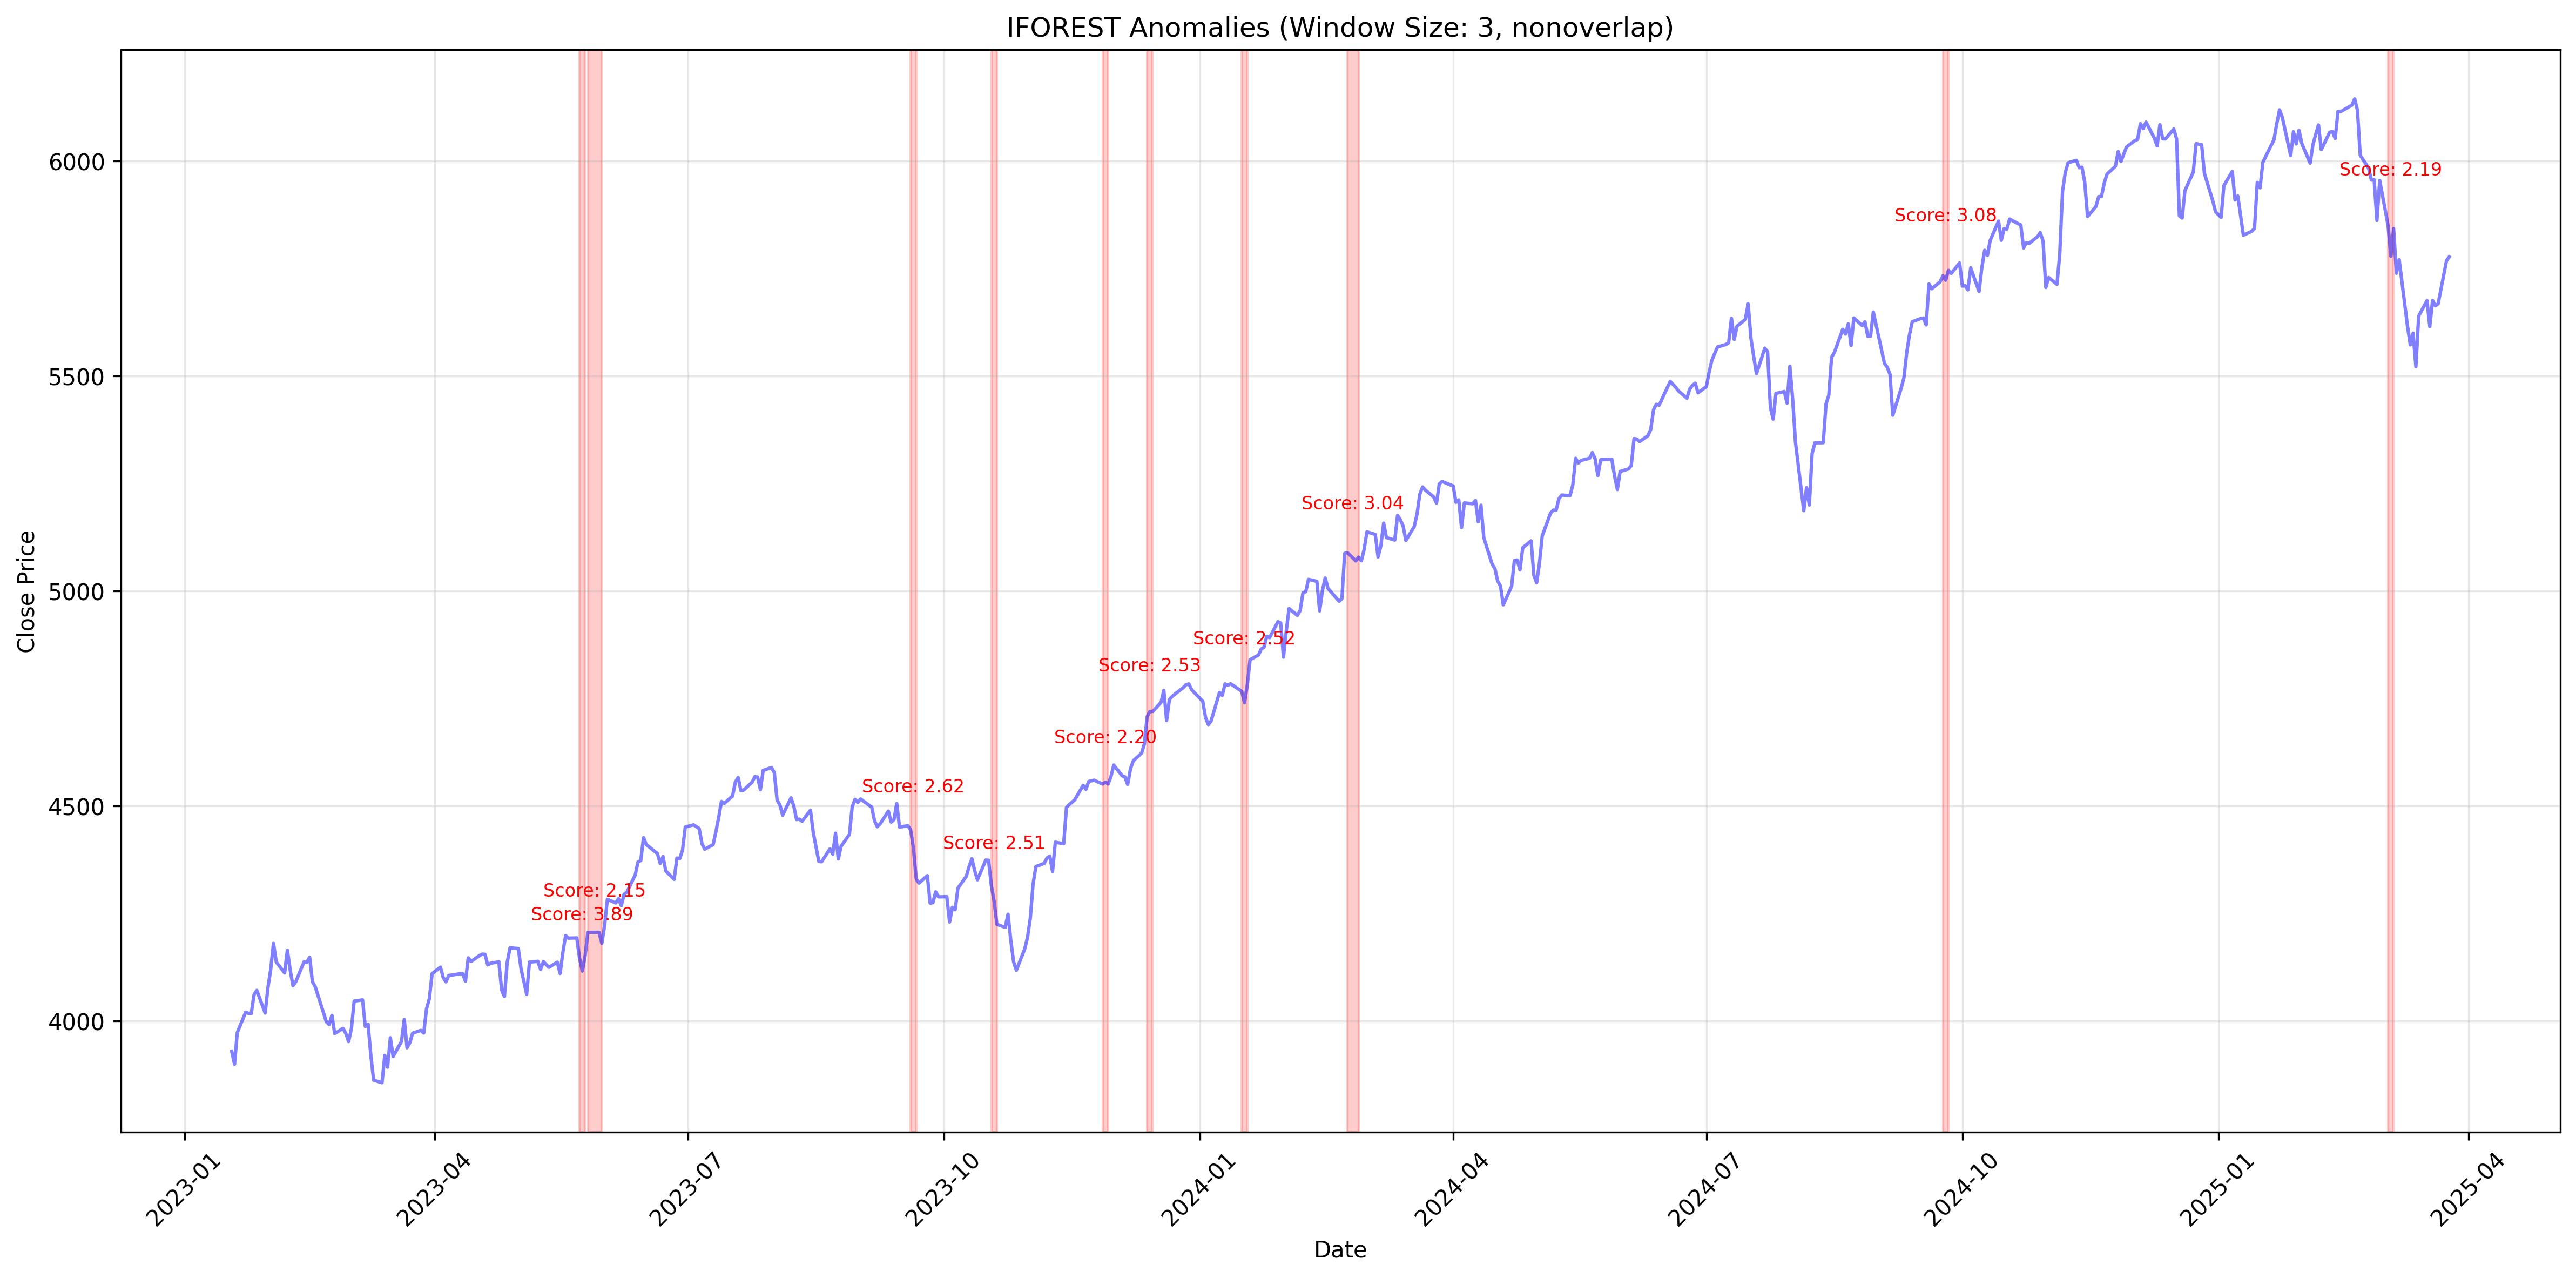 IFOREST Anomalies (Window Size: 3, nonoverlap)
Close Price
6000
5500
5000
4500
4000
Score: 2.19
Score: 3.08
Score: 3.04
Score: 2.52
Score: 2.53
Score: 2.20
Score: 2.62
Score: 2.51
Score: 2.15
Score: 3.89
2023-01
2023-04
2023-07
2023-10
2024-01
2024-04
2024-07
2024-10
2025-01
2025-04
Date